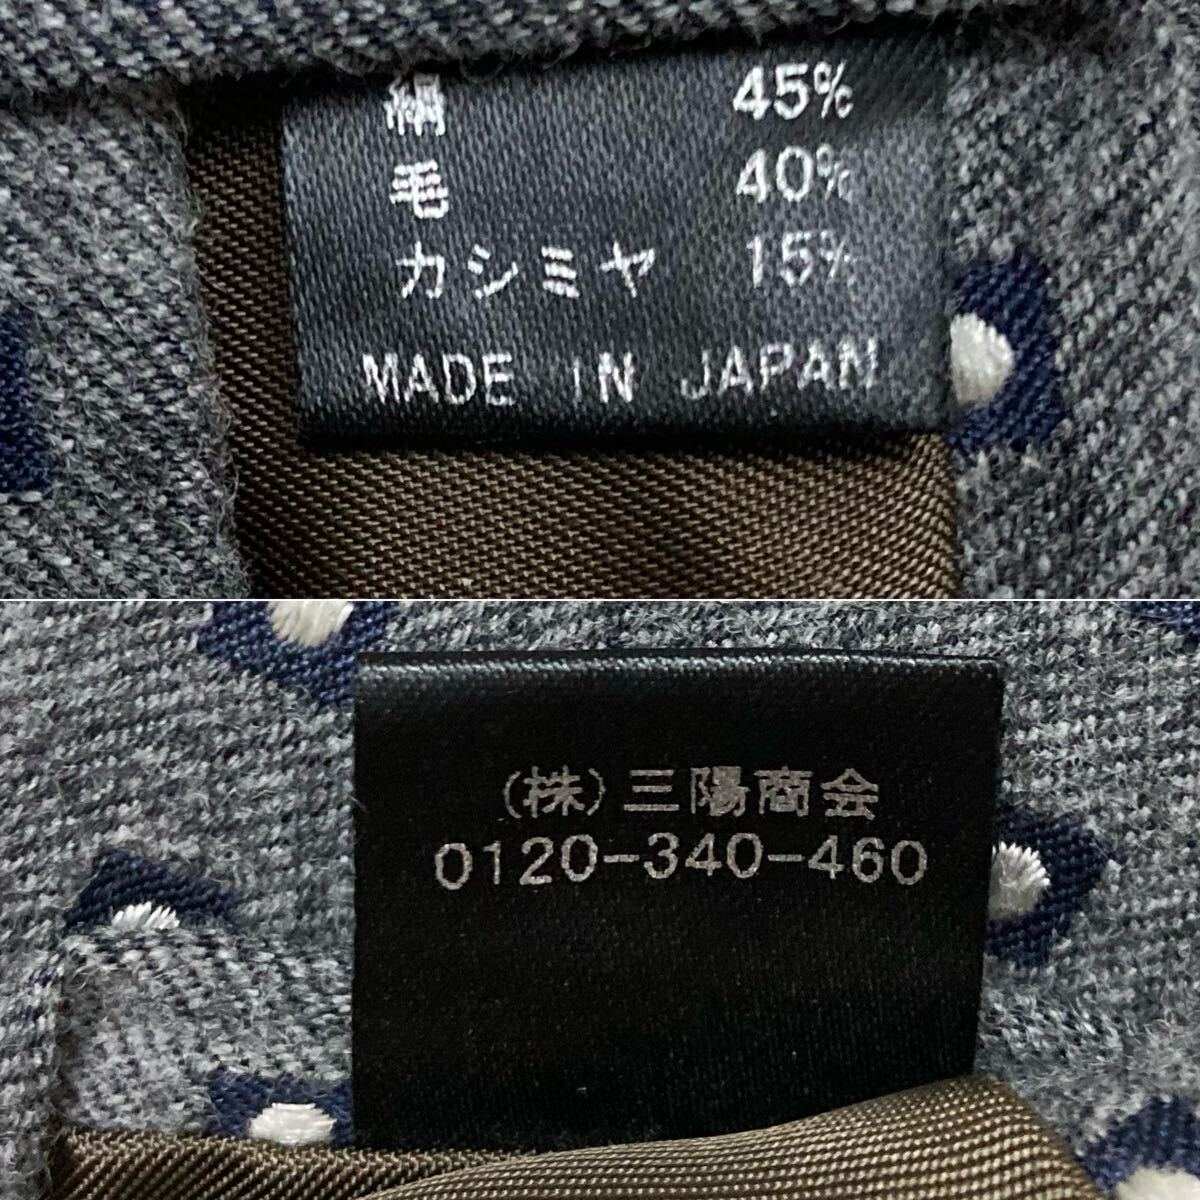 絹 45%
毛 40%
カシミヤ 15%
MADE IN JAPAN
(株)三陽商会
0120-340-460